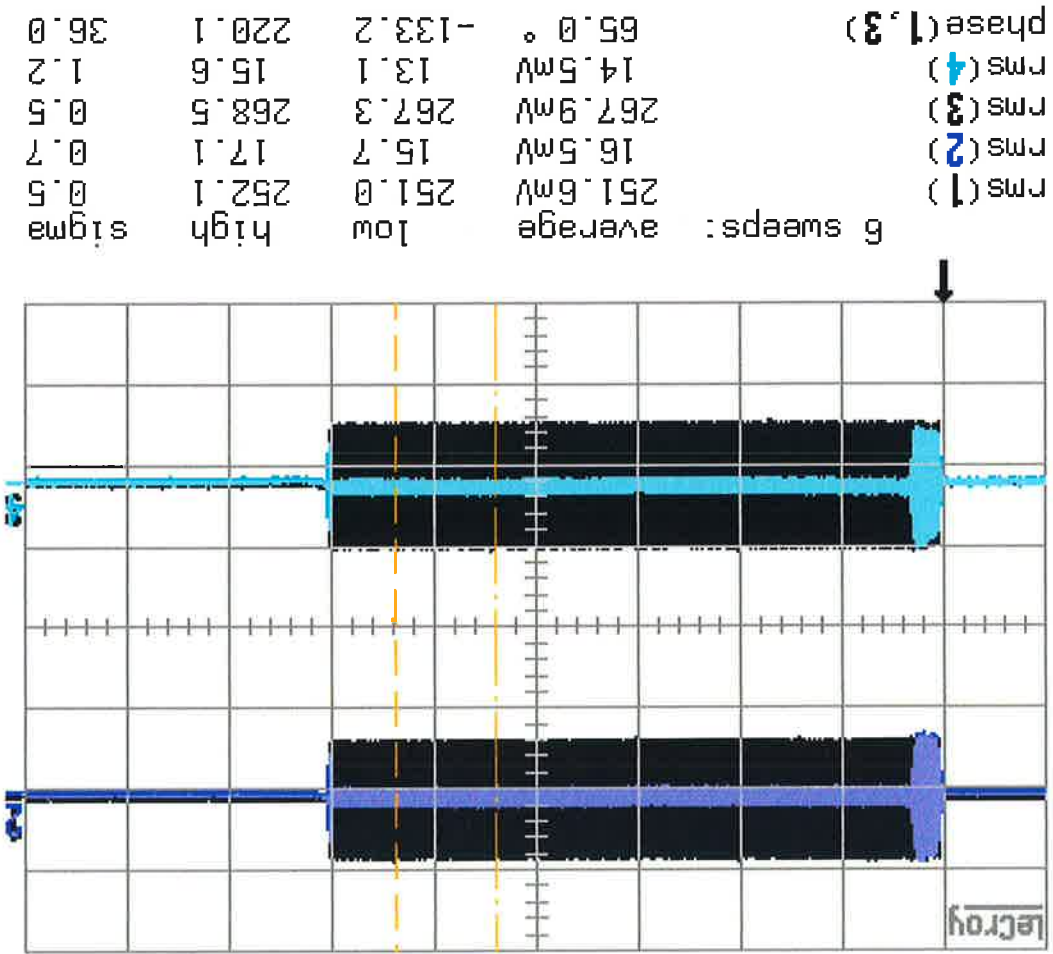 LeCroy
6 sweeps: average low high sigma
rms(1) 251.6mV 251.0 252.1 0.5
rms(2) 16.5mV 15.7 17.1 0.7
rms(3) 267.9mV 267.3 268.5 0.5
rms(4) 14.5mV 13.1 15.6 1.2
phase(1,3) 65.0 ° -133.2 220.1 36.0